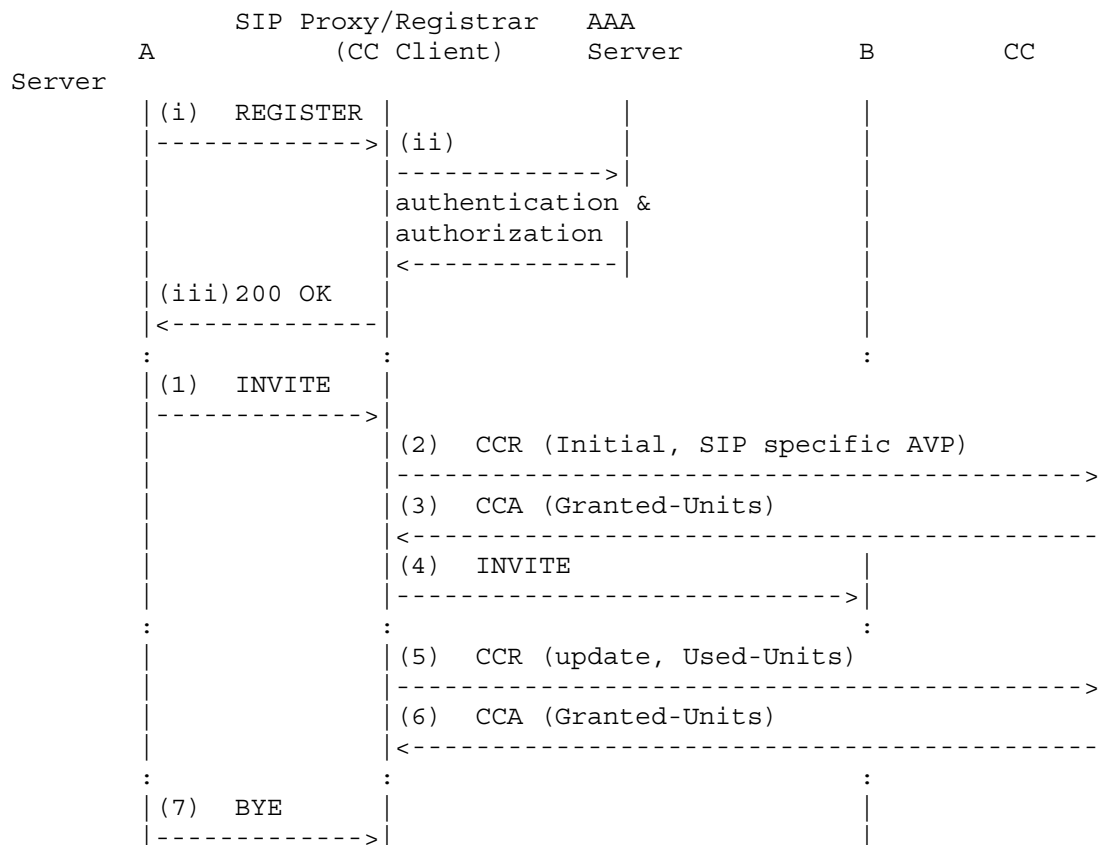 SIP Proxy/Registrar AAA
A (CC Client) Server B CC
Server
(i) REGISTER
(ii)
authentication &
authorization
(iii)200 OK
(1) INVITE
(2) CCR (Initial, SIP specific AVP)
(3) CCA (Granted-Units)
(4) INVITE
(5) CCR (update, Used-Units)
(6) CCA (Granted-Units)
(7) BYE